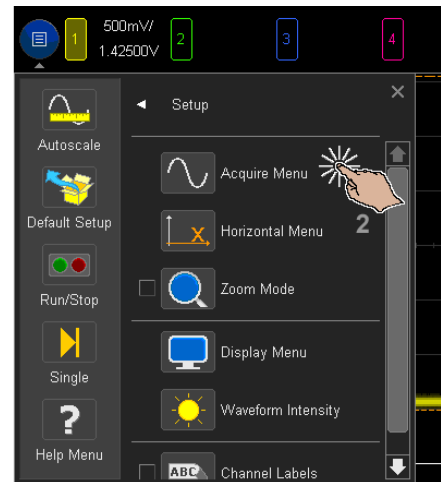 1 500mV/ 1.42500V 2 3 4
Setup
Autoscale
Default Setup
Run/Stop
Single
Help Menu
Acquire Menu
2
Horizontal Menu
Zoom Mode
Display Menu
Waveform Intensity
ABC Channel Labels